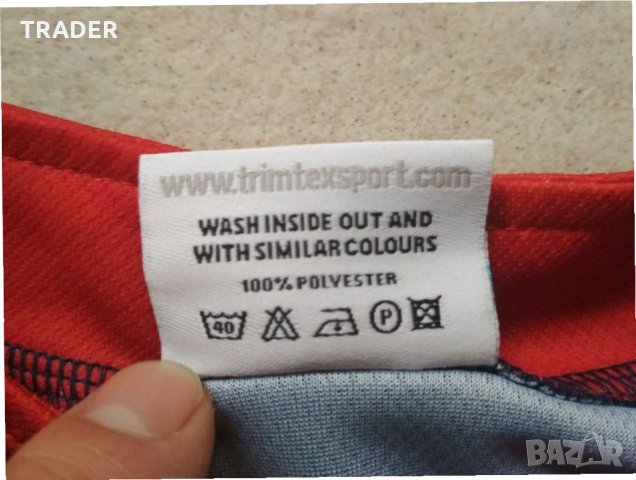 TRADER
www.trimtexsport.com
WASH INSIDE OUT AND
WITH SIMILAR COLOURS
100% POLYESTER
40 P
BAZAR